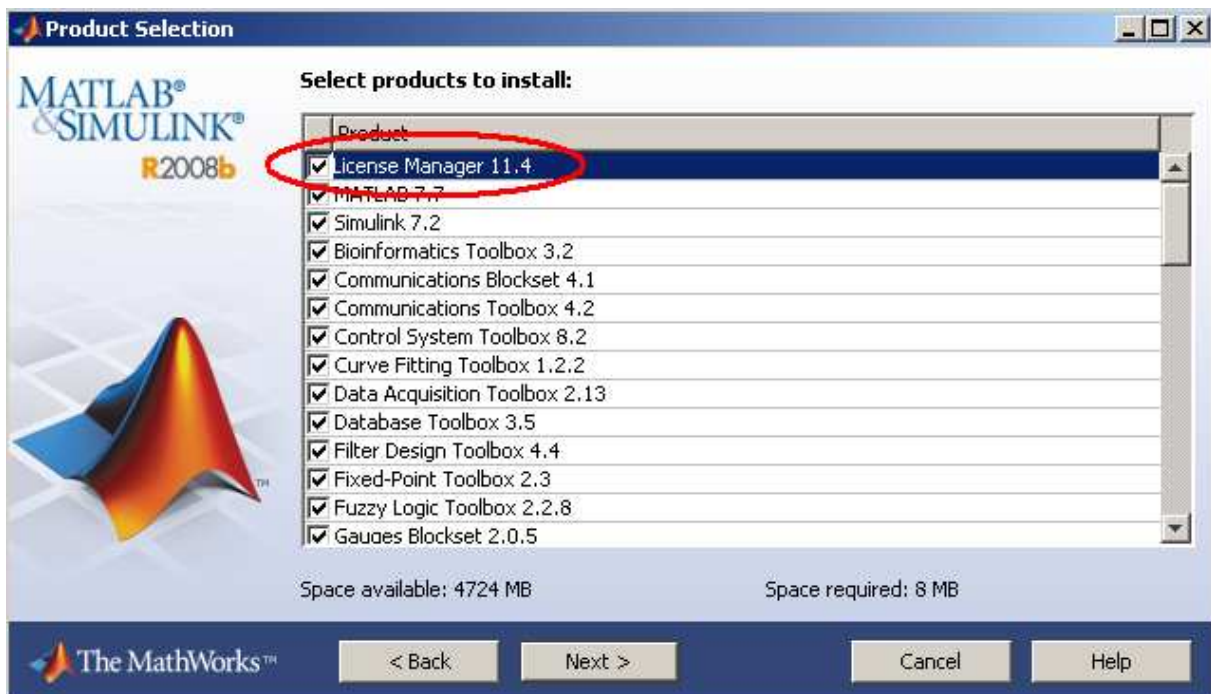 Product Selection
MATLAB®
&SIMULINK®
R2008b
Select products to install:
Product
License Manager 11.4
MATLAB 7.7
Simulink 7.2
Bioinformatics Toolbox 3.2
Communications Blockset 4.1
Communications Toolbox 4.2
Control System Toolbox 8.2
Curve Fitting Toolbox 1.2.2
Data Acquisition Toolbox 2.13
Database Toolbox 3.5
Filter Design Toolbox 4.4
Fixed-Point Toolbox 2.3
Fuzzy Logic Toolbox 2.2.8
Gauges Blockset 2.0.5
TM
Space available: 4724 MB
Space required: 8 MB
The MathWorks™
< Back
Next >
Cancel
Help